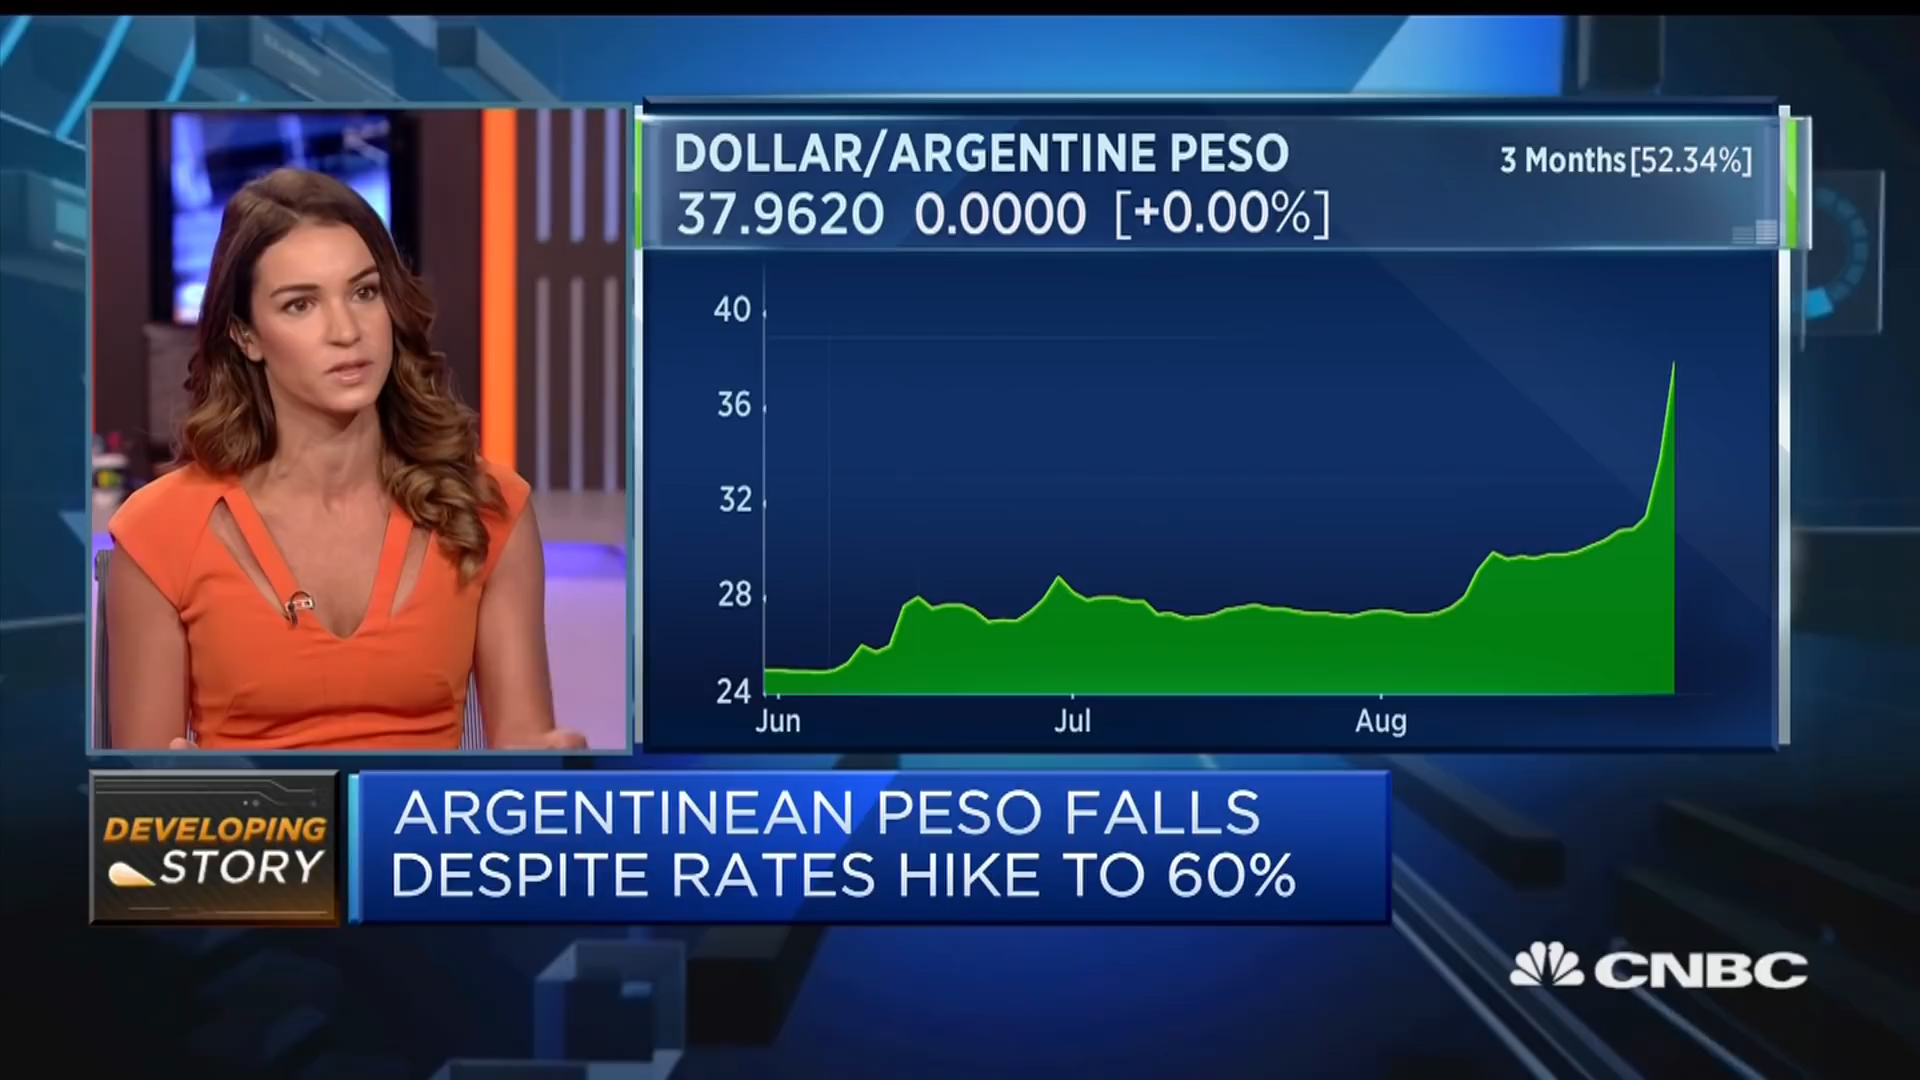 DOLLAR/ARGENTINE PESO
3 Months[52.34%]
37.9620 0.0000 [+0.00%]
40
36
32
28
24
Jun Jul Aug
DEVELOPING
STORY
ARGENTINEAN PESO FALLS
DESPITE RATES HIKE TO 60%
CNBC